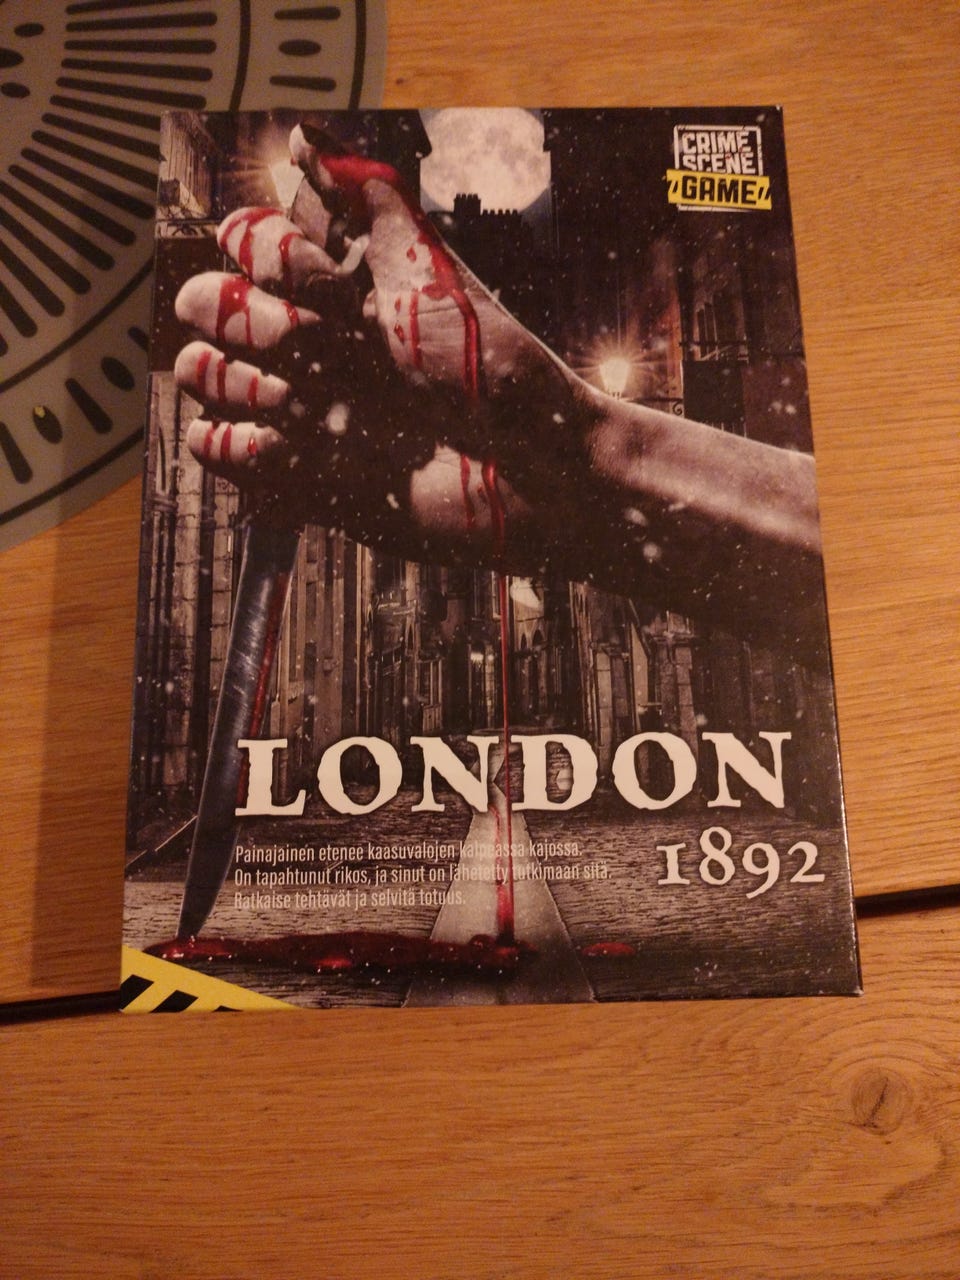 CRIME
SCENE
GAME
LONDON
1892
Painajainen etenee kaasuvalojen kalpeassa kajossa.
On tapahtunut rikos, ja sinut on lähetetty tutkimaan sitä.
Ratkaise tehtävät ja selvitä totuus.